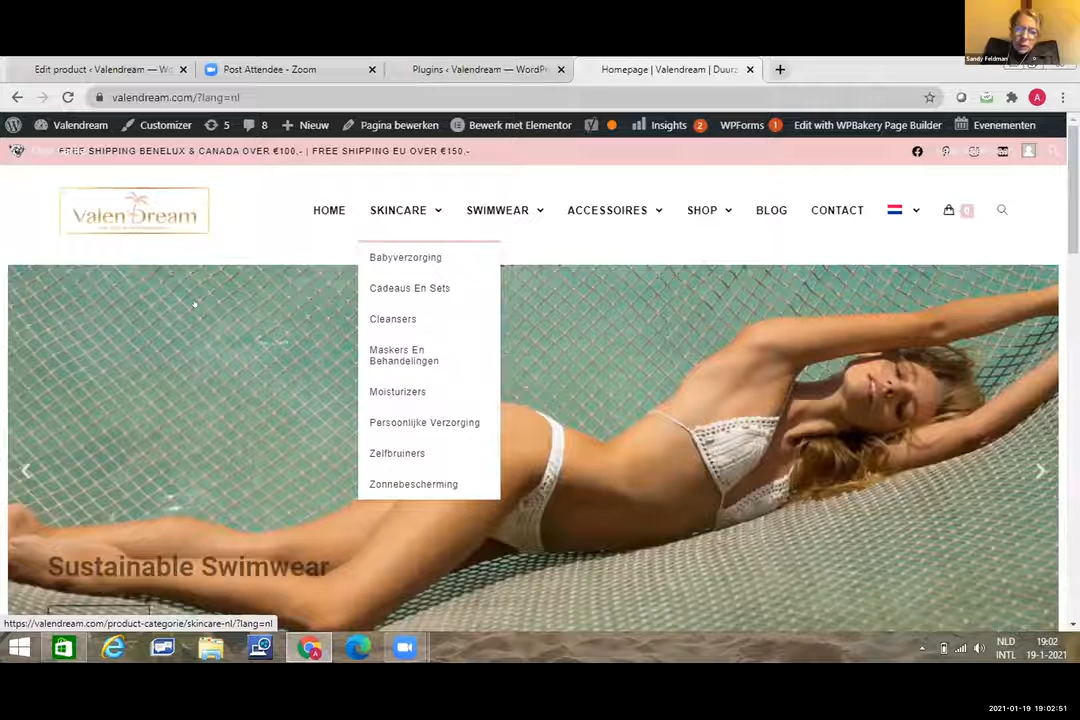 Sandy Feldman
Edit product ‹ Valendream — Wo
Post Attendee - Zoom
Plugins ‹ Valendream — WordPr
Homepage | Valendream | Duurz
valendream.com/?lang=nl
Valendream
Customizer
5
8
Nieuw
Pagina bewerken
Bewerk met Elementor
Insights
2
WPForms
1
Edit with WPBakery Page Builder
Evenementen
FREE SHIPPING BENELUX & CANADA OVER €100,- | FREE SHIPPING EU OVER €150,-
ValenDream
HOME
SKINCARE
SWIMWEAR
ACCESSOIRES
SHOP
BLOG
CONTACT
0
Babyverzorging
Cadeaus En Sets
Cleansers
Maskers En
Behandelingen
Moisturizers
Persoonlijke Verzorging
Zelfbruiners
Zonnebescherming
Sustainable Swimwear
https://valendream.com/product-categorie/skincare-nl/?lang=nl
NLD
INTL
19:02
19-1-2021
2021-01-19 19:02:51